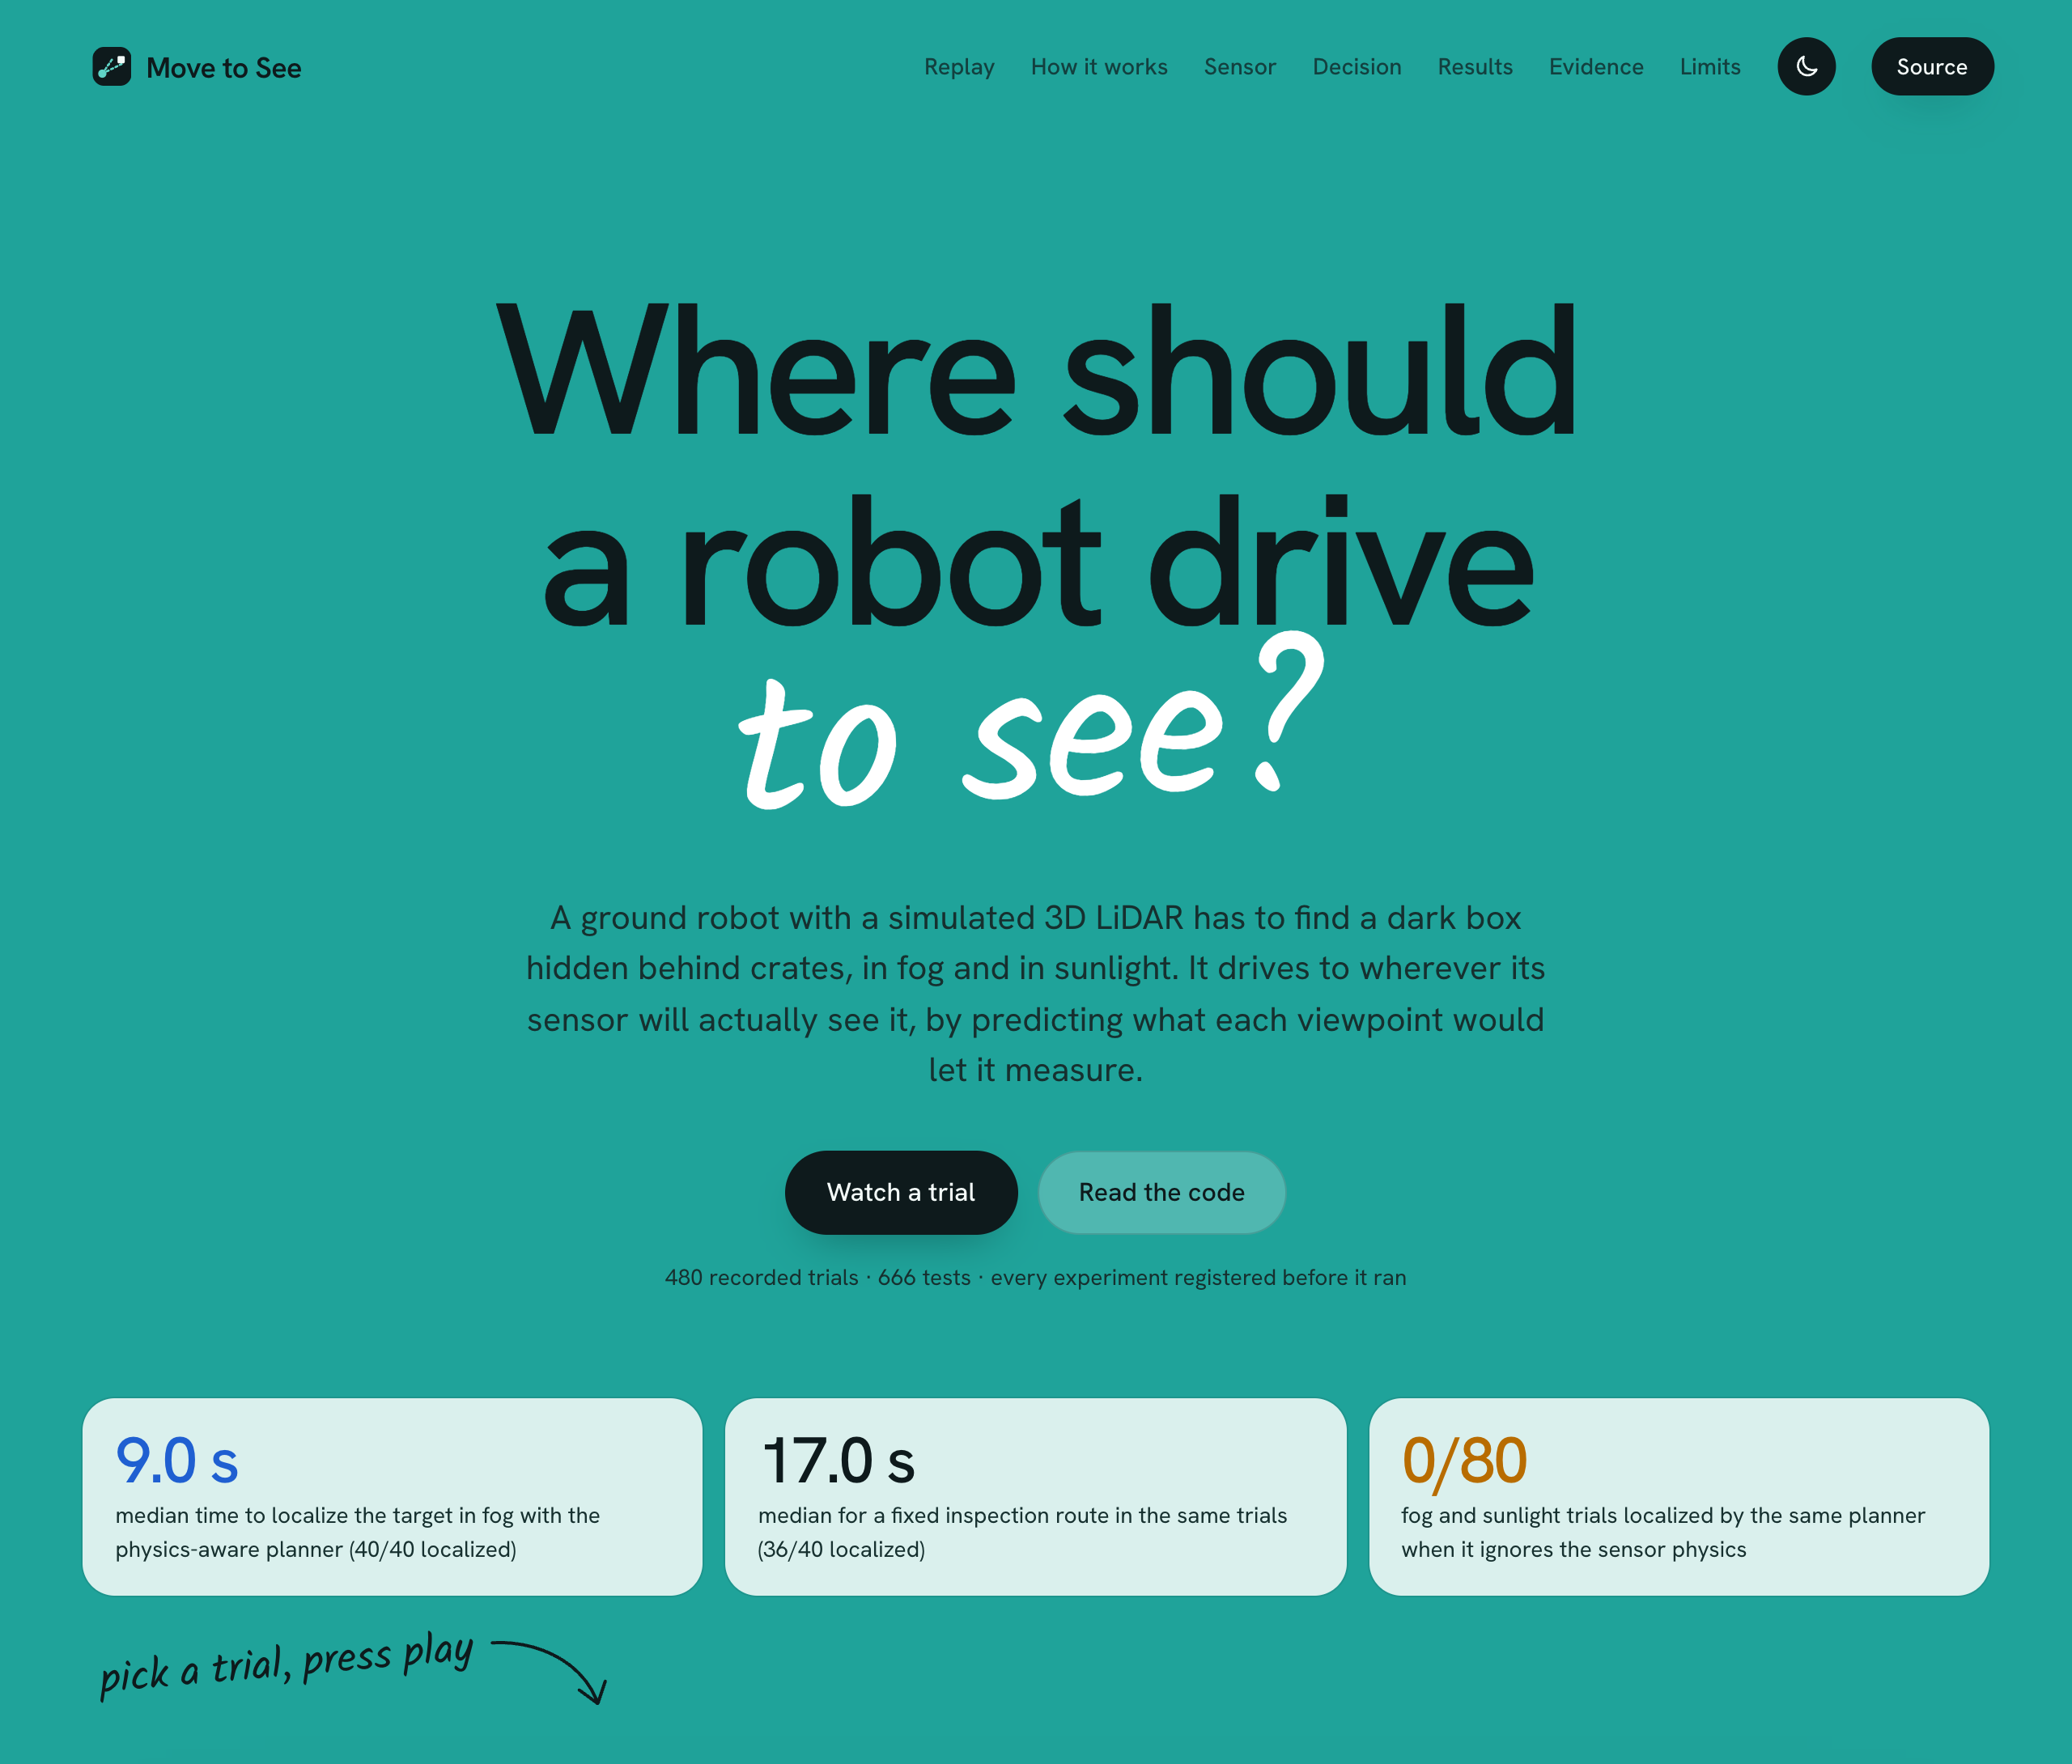 Move to See
Replay How it works Sensor Decision Results Evidence Limits Source
Where should
a robot drive
to see?
A ground robot with a simulated 3D LiDAR has to find a dark box
hidden behind crates, in fog and in sunlight. It drives to wherever its
sensor will actually see it, by predicting what each viewpoint would
let it measure.
Watch a trial Read the code
480 recorded trials · 666 tests · every experiment registered before it ran
9.0 s
median time to localize the target in fog with the
physics-aware planner (40/40 localized)
17.0 s
median for a fixed inspection route in the same trials
(36/40 localized)
0/80
fog and sunlight trials localized by the same planner
when it ignores the sensor physics
pick a trial, press play